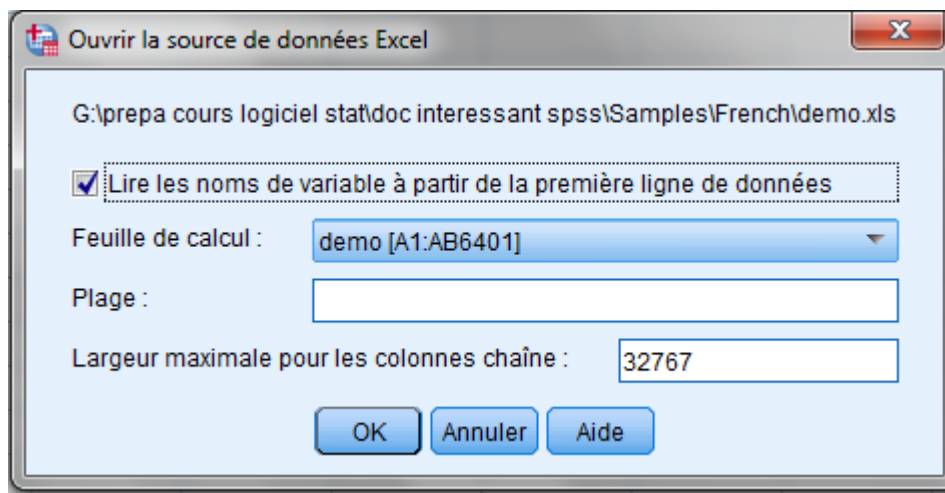 Ouvrir la source de données Excel
G:\prepa cours logiciel stat\doc interessant spss\Samples\French\demo.xls
Lire les noms de variable à partir de la première ligne de données
Feuille de calcul : demo [A1:AB6401]
Plage :
Largeur maximale pour les colonnes chaîne : 32767
OK Annuler Aide